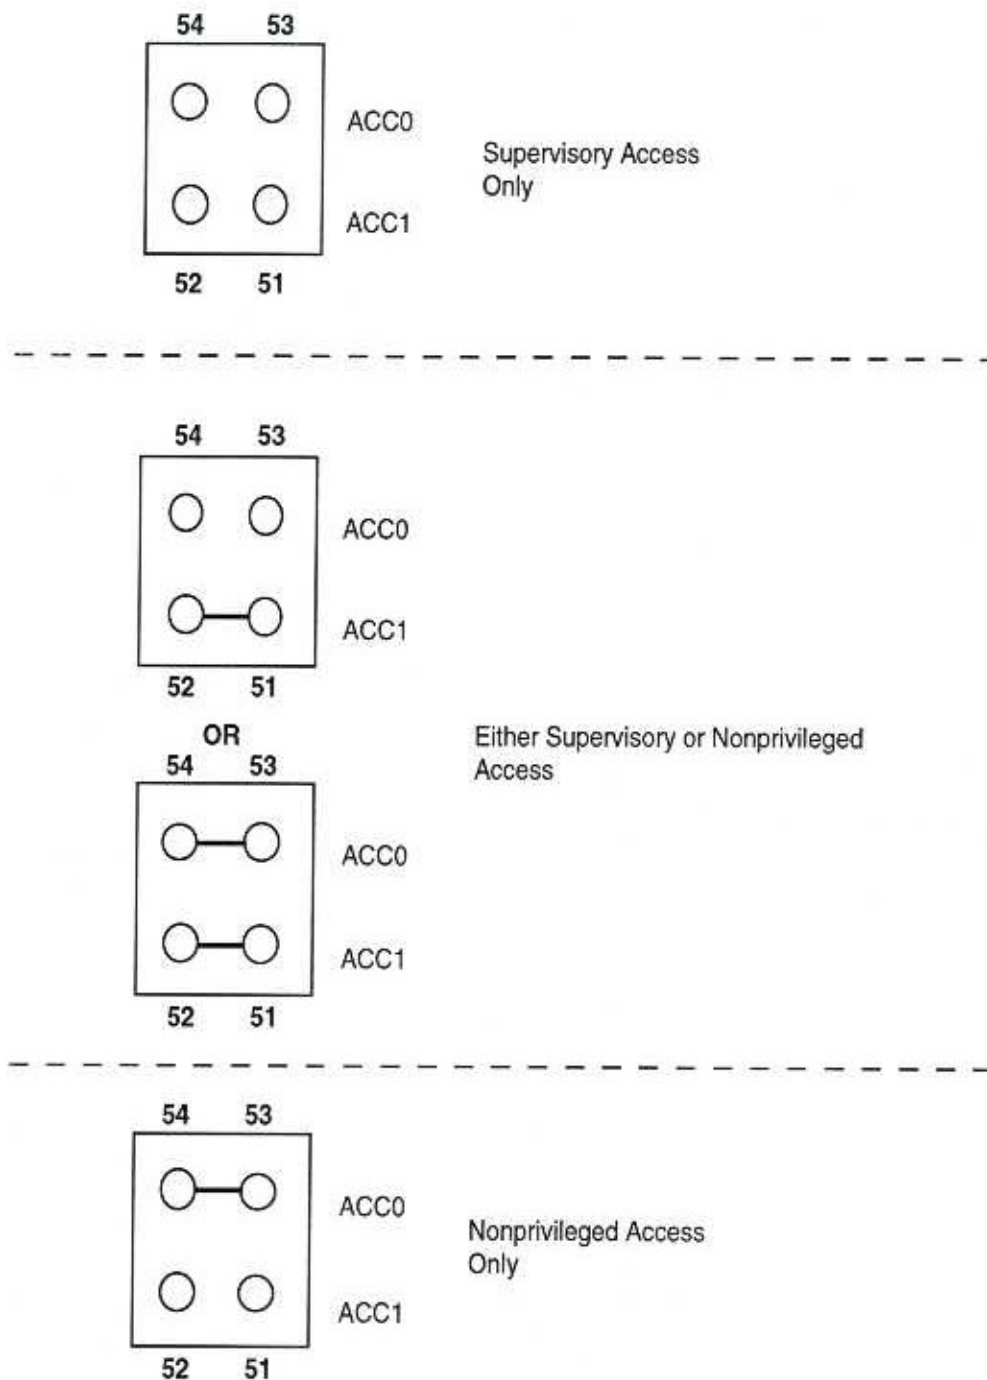 54 53
ACC0
Supervisory Access
Only
ACC1
52 51
54 53
ACC0
ACC1
52 51
OR
Either Supervisory or Nonprivileged
Access
54 53
ACC0
ACC1
52 51
54 53
ACC0
Nonprivileged Access
Only
ACC1
52 51